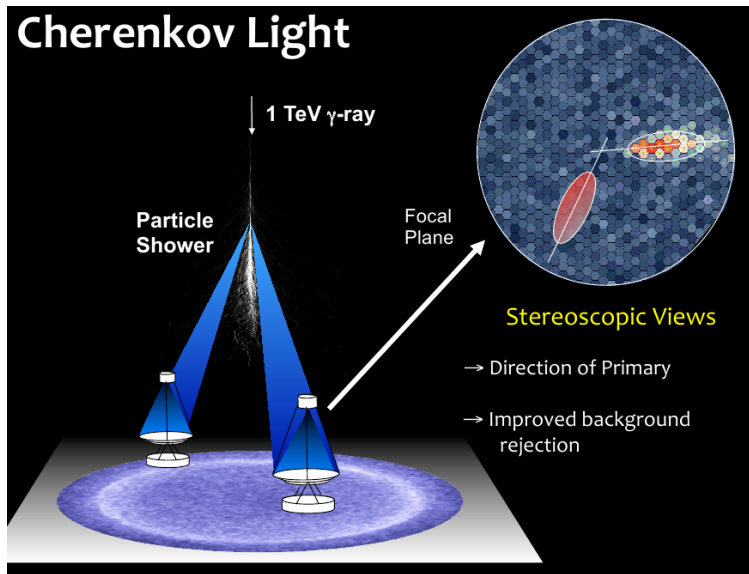 Cherenkov Light
1 TeV γ-ray
Particle
Shower
Focal
Plane
Stereoscopic Views
→ Direction of Primary
→ Improved background
rejection